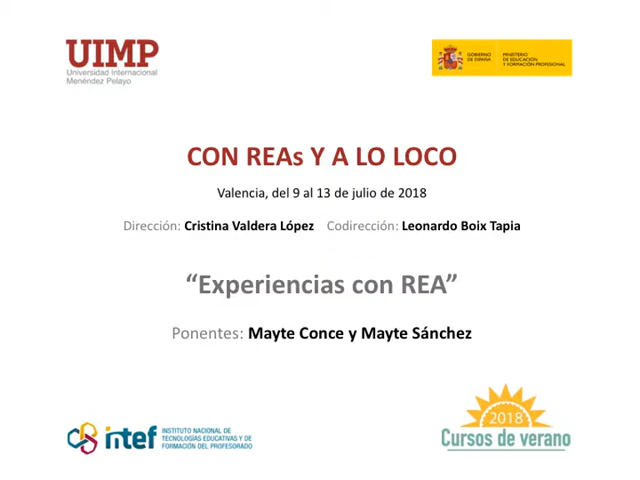 UIMP
Universidad Internacional
Menéndez Pelayo
GOBIERNO
DE ESPAÑA
MINISTERIO
DE EDUCACIÓN
Y FORMACIÓN PROFESIONAL
CON REAs Y A LO LOCO
Valencia, del 9 al 13 de julio de 2018
Dirección: Cristina Valdera López Codirección: Leonardo Boix Tapia
“Experiencias con REA”
Ponentes: Mayte Conce y Mayte Sánchez
intef
INSTITUTO NACIONAL DE
TECNOLOGÍAS EDUCATIVAS Y DE
FORMACIÓN DEL PROFESORADO
2018
Cursos de verano